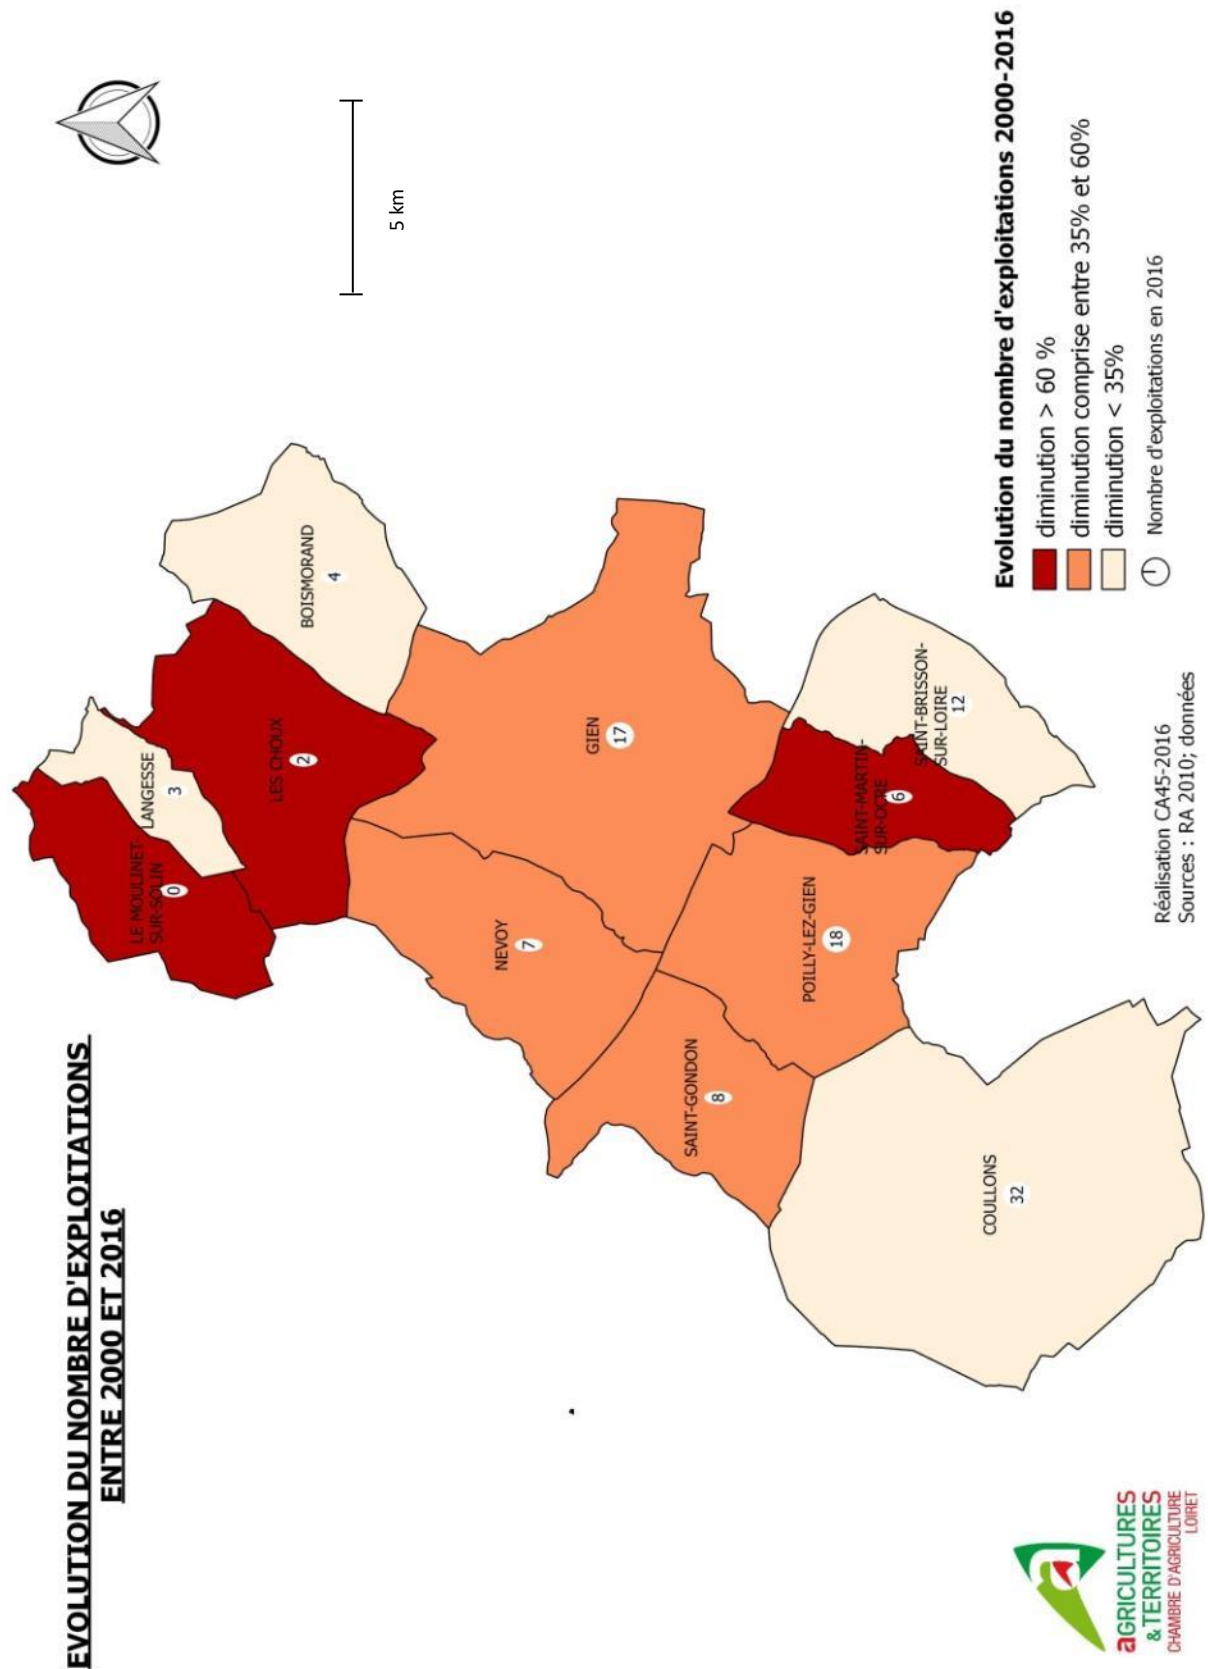 EVOLUTION DU NOMBRE D'EXPLOITATIONS
ENTRE 2000 ET 2016
5 km
LE MOULINET-
SUR-SOLIN
0
LANGESSE
3
LES CHOUX
2
BOISMORAND
4
NEVOY
7
GIEN
17
SAINT-GONDON
8
POILLY-LEZ-GIEN
18
SAINT-MARTIN-
SUR-OCRE
6
SAINT-BRISSON-
SUR-LOIRE
12
COULLONS
32
Evolution du nombre d'exploitations 2000-2016
diminution > 60 %
diminution comprise entre 35% et 60%
diminution < 35%
Nombre d'exploitations en 2016
Réalisation CA45-2016
Sources : RA 2010; données
aGRICULTURES
& TERRITOIRES
CHAMBRE D'AGRICULTURE
LOIRET